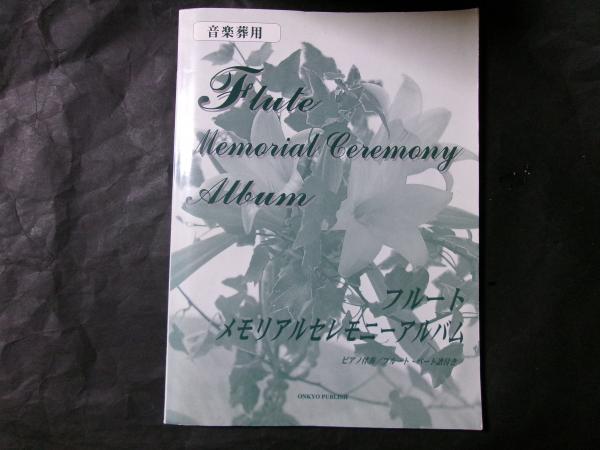 音楽葬用
Flute
Memorial Ceremony
Album
フルート
メモリアルセレモニーアルバム
ピアノ伴奏/フルート・パート譜付き
ONKYO PUBLISH